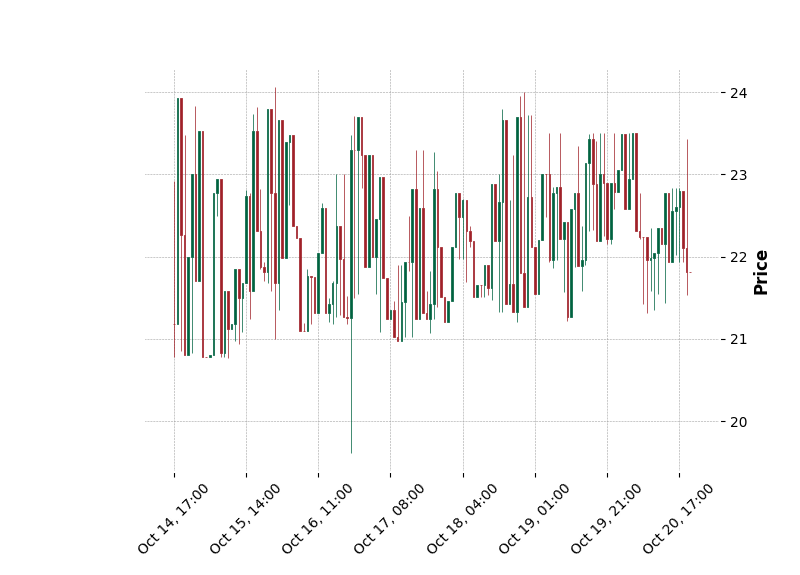 24
23
22
21
20
Price
Oct 14, 17:00
Oct 15, 14:00
Oct 16, 11:00
Oct 17, 08:00
Oct 18, 04:00
Oct 19, 01:00
Oct 19, 21:00
Oct 20, 17:00